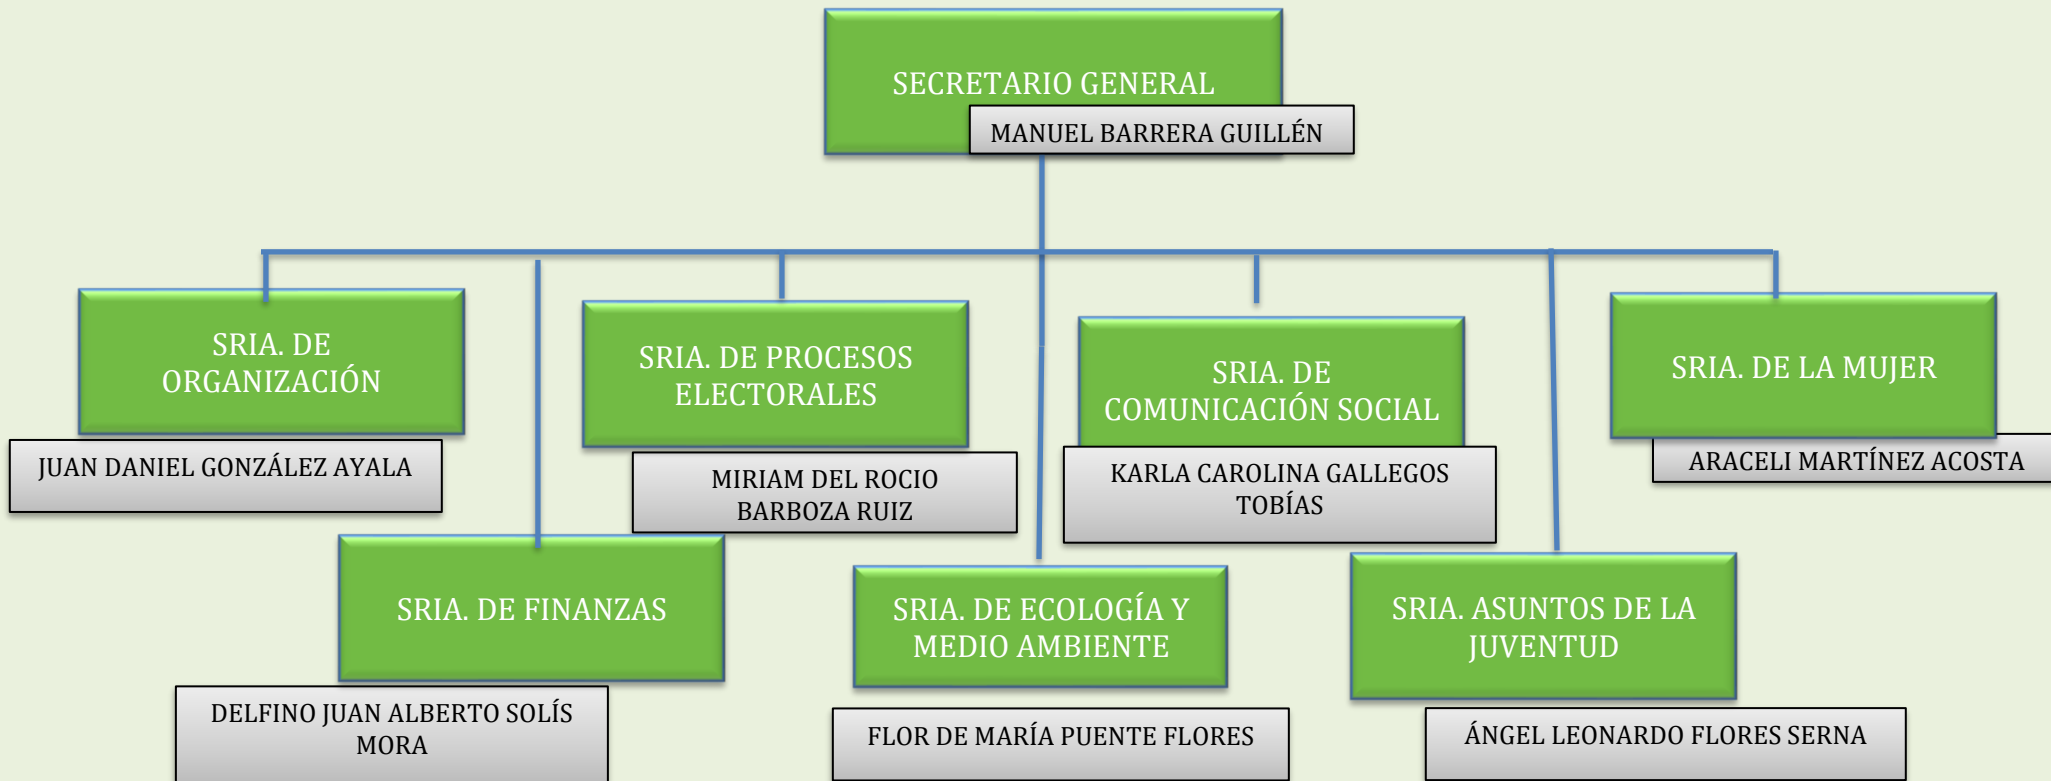 SECRETARIO GENERAL
MANUEL BARRERA GUILLÉN
SRIA. DE
ORGANIZACIÓN
JUAN DANIEL GONZÁLEZ AYALA
SRIA. DE PROCESOS
ELECTORALES
MIRIAM DEL ROCIO
BARBOZA RUIZ
SRIA. DE
COMUNICACIÓN SOCIAL
KARLA CAROLINA GALLEGOS
TOBÍAS
SRIA. DE LA MUJER
ARACELI MARTÍNEZ ACOSTA
SRIA. DE FINANZAS
DELFINO JUAN ALBERTO SOLÍS
MORA
SRIA. DE ECOLOGÍA Y
MEDIO AMBIENTE
FLOR DE MARÍA PUENTE FLORES
SRIA. ASUNTOS DE LA
JUVENTUD
ÁNGEL LEONARDO FLORES SERNA